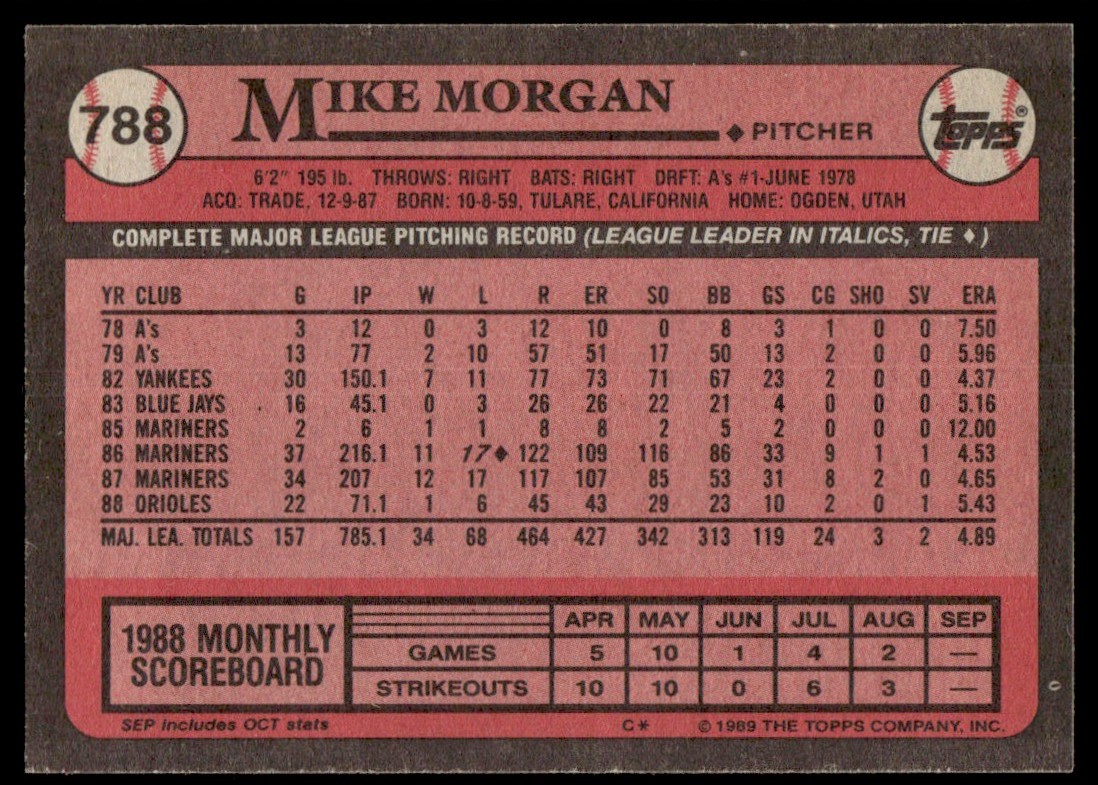 788
MIKE MORGAN
♦ PITCHER
TOPPS®
6'2" 195 lb. THROWS: RIGHT BATS: RIGHT DRFT: A's #1-JUNE 1978
ACQ: TRADE, 12-9-87 BORN: 10-8-59, TULARE, CALIFORNIA HOME: OGDEN, UTAH
COMPLETE MAJOR LEAGUE PITCHING RECORD (LEAGUE LEADER IN ITALICS, TIE ♦)
YR CLUB G IP W L R ER SO BB GS CG SHO SV ERA
78 A's 3 12 0 3 12 10 0 8 3 1 0 0 7.50
79 A's 13 77 2 10 57 51 17 50 13 2 0 0 5.96
82 YANKEES 30 150.1 7 11 77 73 71 67 23 2 0 0 4.37
83 BLUE JAYS 16 45.1 0 3 26 26 22 21 4 0 0 0 5.16
85 MARINERS 2 6 1 1 8 8 2 5 2 0 0 0 12.00
86 MARINERS 37 216.1 11 17♦ 122 109 116 86 33 9 1 1 4.53
87 MARINERS 34 207 12 17 117 107 85 53 31 8 2 0 4.65
88 ORIOLES 22 71.1 1 6 45 43 29 23 10 2 0 1 5.43
MAJ. LEA. TOTALS 157 785.1 34 68 464 427 342 313 119 24 3 2 4.89
1988 MONTHLY
SCOREBOARD
APR MAY JUN JUL AUG SEP
GAMES 5 10 1 4 2 —
STRIKEOUTS 10 10 0 6 3 —
SEP includes OCT stats
C*
© 1989 THE TOPPS COMPANY, INC.